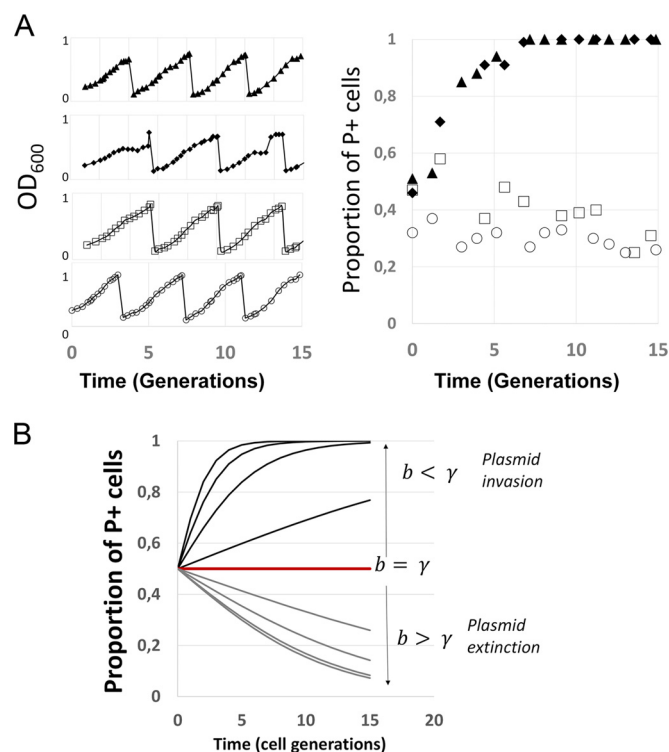 A
1
0
1
0
1
0
1
0
OD600
0 5 10 15
Time (Generations)
Proportion of P+ cells
1
0,8
0,6
0,4
0,2
0
0 5 10 15
Time (Generations)
B
Proportion of P+ cells
1
0,8
0,6
0,4
0,2
0
b < γ
Plasmid
invasion
b = γ
b > γ
Plasmid
extinction
0 5 10 15 20
Time (cell generations)